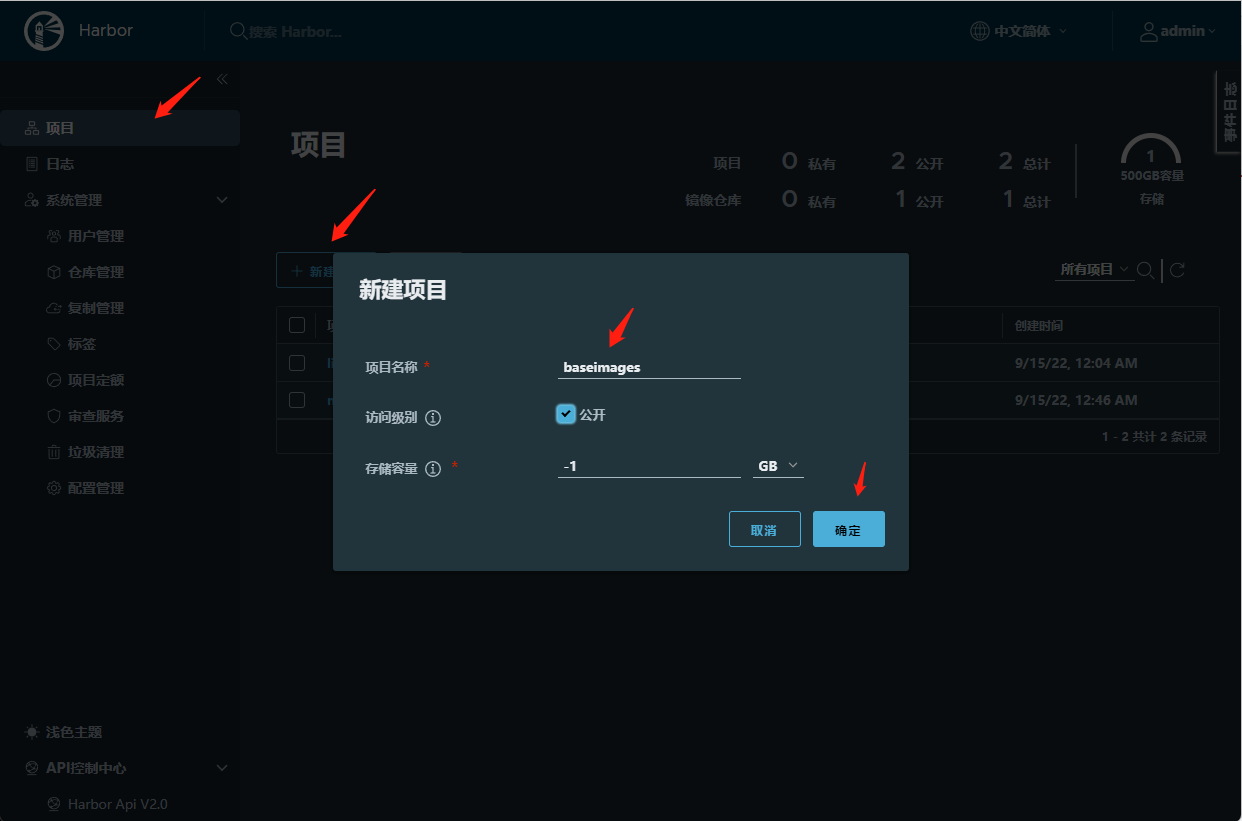 Harbor
搜索 Harbor...
中文简体
admin
事件日志
项目
日志
系统管理
用户管理
仓库管理
复制管理
标签
项目定额
审查服务
垃圾清理
配置管理
浅色主题
API控制中心
Harbor Api V2.0
项目
项目 0 私有 2 公开 2 总计
镜像仓库 0 私有 1 公开 1 总计
1
500GB容量
存储
+ 新建
所有项目
创建时间
9/15/22, 12:04 AM
9/15/22, 12:46 AM
1 - 2 共计 2 条记录
新建项目
项目名称 *
baseimages
访问级别
公开
存储容量 *
-1 GB
取消 确定